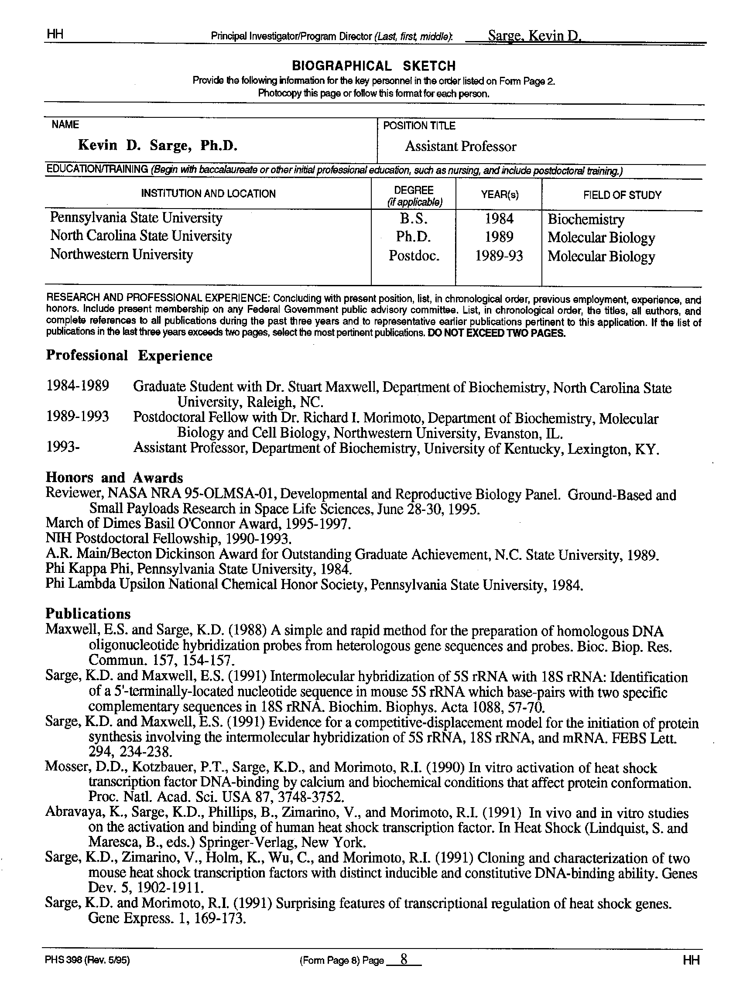 HH Principal Investigator/Program Director (Last, first, middle): Sarge, Kevin D.
BIOGRAPHICAL SKETCH
Provide the following information for the key personnel in the order listed on Form Page 2.
Photocopy this page or follow this format for each person.
NAME POSITION TITLE
Kevin D. Sarge, Ph.D. Assistant Professor
EDUCATION/TRAINING (Begin with baccalaureate or other initial professional education, such as nursing, and include postdoctoral training.)
INSTITUTION AND LOCATION DEGREE (if applicable) YEAR(s) FIELD OF STUDY
Pennsylvania State University B.S. 1984 Biochemistry
North Carolina State University Ph.D. 1989 Molecular Biology
Northwestern University Postdoc. 1989-93 Molecular Biology
RESEARCH AND PROFESSIONAL EXPERIENCE: Concluding with present position, list, in chronological order, previous employment, experience, and
honors. Include present membership on any Federal Government public advisory committee. List, in chronological order, the titles, all authors, and
complete references to all publications during the past three years and to representative earlier publications pertinent to this application. If the list of
publications in the last three years exceeds two pages, select the most pertinent publications. DO NOT EXCEED TWO PAGES.
Professional Experience
1984-1989 Graduate Student with Dr. Stuart Maxwell, Department of Biochemistry, North Carolina State
University, Raleigh, NC.
1989-1993 Postdoctoral Fellow with Dr. Richard I. Morimoto, Department of Biochemistry, Molecular
Biology and Cell Biology, Northwestern University, Evanston, IL.
1993- Assistant Professor, Department of Biochemistry, University of Kentucky, Lexington, KY.
Honors and Awards
Reviewer, NASA NRA 95-OLMSA-01, Developmental and Reproductive Biology Panel. Ground-Based and
Small Payloads Research in Space Life Sciences, June 28-30, 1995.
March of Dimes Basil O'Connor Award, 1995-1997.
NIH Postdoctoral Fellowship, 1990-1993.
A.R. Main/Becton Dickinson Award for Outstanding Graduate Achievement, N.C. State University, 1989.
Phi Kappa Phi, Pennsylvania State University, 1984.
Phi Lambda Upsilon National Chemical Honor Society, Pennsylvania State University, 1984.
Publications
Maxwell, E.S. and Sarge, K.D. (1988) A simple and rapid method for the preparation of homologous DNA
oligonucleotide hybridization probes from heterologous gene sequences and probes. Bioc. Biop. Res.
Commun. 157, 154-157.
Sarge, K.D. and Maxwell, E.S. (1991) Intermolecular hybridization of 5S rRNA with 18S rRNA: Identification
of a 5'-terminally-located nucleotide sequence in mouse 5S rRNA which base-pairs with two specific
complementary sequences in 18S rRNA. Biochim. Biophys. Acta 1088, 57-70.
Sarge, K.D. and Maxwell, E.S. (1991) Evidence for a competitive-displacement model for the initiation of protein
synthesis involving the intermolecular hybridization of 5S rRNA, 18S rRNA, and mRNA. FEBS Lett.
294, 234-238.
Mosser, D.D., Kotzbauer, P.T., Sarge, K.D., and Morimoto, R.I. (1990) In vitro activation of heat shock
transcription factor DNA-binding by calcium and biochemical conditions that affect protein conformation.
Proc. Natl. Acad. Sci. USA 87, 3748-3752.
Abravaya, K., Sarge, K.D., Phillips, B., Zimarino, V., and Morimoto, R.I. (1991) In vivo and in vitro studies
on the activation and binding of human heat shock transcription factor. In Heat Shock (Lindquist, S. and
Maresca, B., eds.) Springer-Verlag, New York.
Sarge, K.D., Zimarino, V., Holm, K., Wu, C., and Morimoto, R.I. (1991) Cloning and characterization of two
mouse heat shock transcription factors with distinct inducible and constitutive DNA-binding ability. Genes
Dev. 5, 1902-1911.
Sarge, K.D. and Morimoto, R.I. (1991) Surprising features of transcriptional regulation of heat shock genes.
Gene Express. 1, 169-173.
PHS 398 (Rev. 5/95) (Form Page 8) Page 8 HH